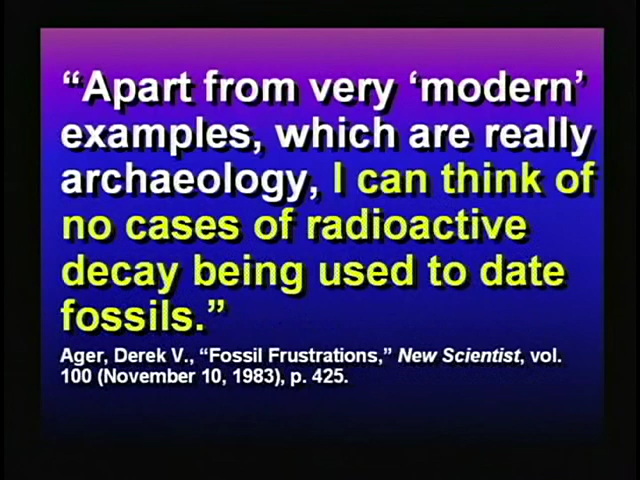 “Apart from very ‘modern’
examples, which are really
archaeology, I can think of
no cases of radioactive
decay being used to date
fossils.”
Ager, Derek V., “Fossil Frustrations,” New Scientist, vol.
100 (November 10, 1983), p. 425.